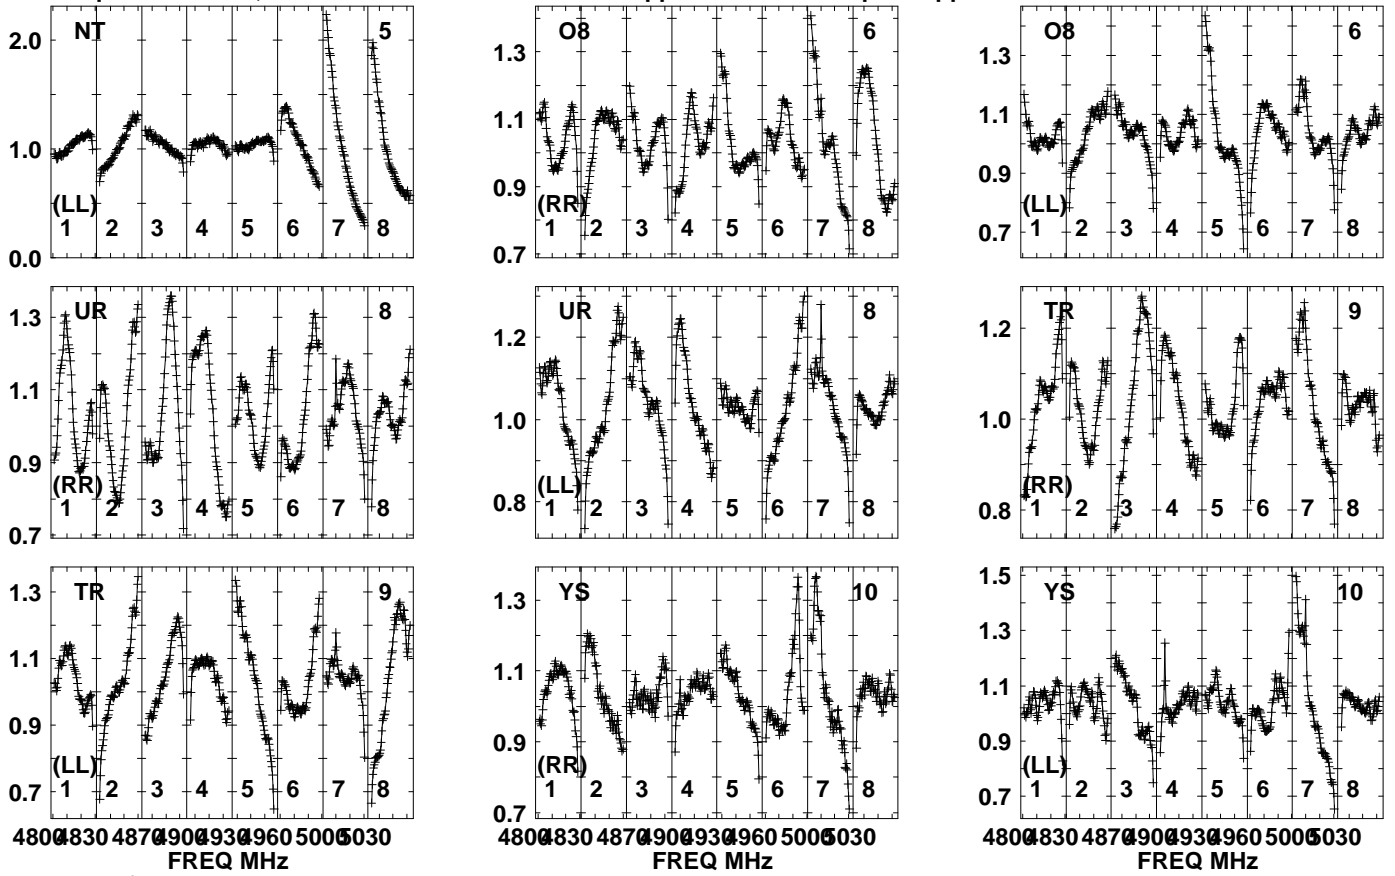 NT 5
2.0
1.0
0.0
(LL)
1 2 3 4 5 6 7 8
O8 6
1.3
1.1
0.9
0.7
(RR)
1 2 3 4 5 6 7 8
O8 6
1.3
1.1
0.9
0.7
(LL)
1 2 3 4 5 6 7 8
UR 8
1.3
1.1
0.9
0.7
(RR)
1 2 3 4 5 6 7 8
UR 8
1.2
1.0
0.8
(LL)
1 2 3 4 5 6 7 8
TR 9
1.2
1.0
0.8
(RR)
1 2 3 4 5 6 7 8
TR 9
1.3
1.1
0.9
0.7
(LL)
1 2 3 4 5 6 7 8
4800 4830 4870 4900 4930 4960 5000 5030
FREQ MHz
YS 10
1.3
1.1
0.9
0.7
(RR)
1 2 3 4 5 6 7 8
4800 4830 4870 4900 4930 4960 5000 5030
FREQ MHz
YS 10
1.5
1.3
1.1
0.9
0.7
(LL)
1 2 3 4 5 6 7 8
4800 4830 4870 4900 4930 4960 5000 5030
FREQ MHz